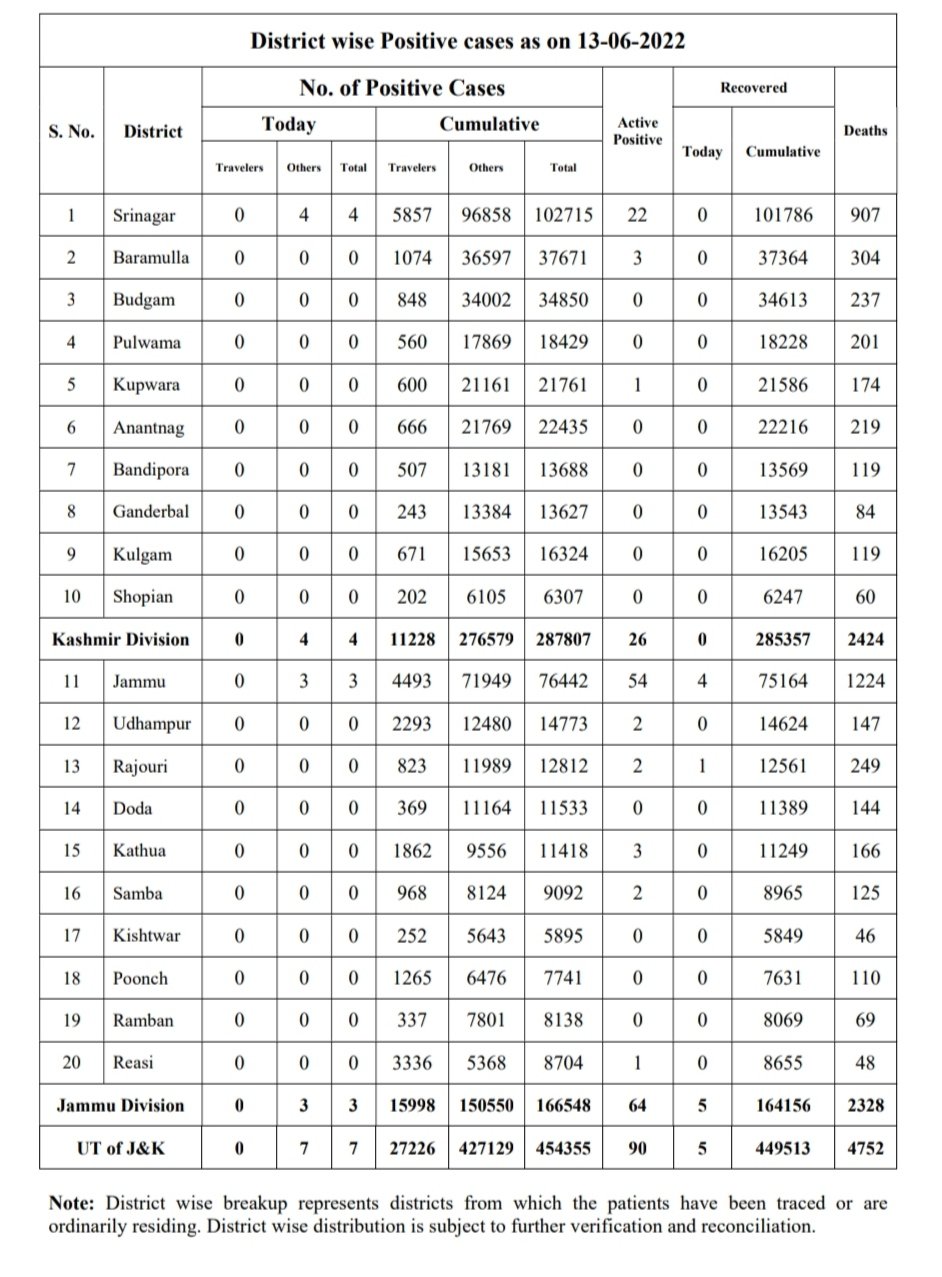 District wise Positive cases as on 13-06-2022
S. No. District No. of Positive Cases Active Positive Recovered Deaths
Today Cumulative Today Cumulative
Travelers Others Total Travelers Others Total
1 Srinagar 0 4 4 5857 96858 102715 22 0 101786 907
2 Baramulla 0 0 0 1074 36597 37671 3 0 37364 304
3 Budgam 0 0 0 848 34002 34850 0 0 34613 237
4 Pulwama 0 0 0 560 17869 18429 0 0 18228 201
5 Kupwara 0 0 0 600 21161 21761 1 0 21586 174
6 Anantnag 0 0 0 666 21769 22435 0 0 22216 219
7 Bandipora 0 0 0 507 13181 13688 0 0 13569 119
8 Ganderbal 0 0 0 243 13384 13627 0 0 13543 84
9 Kulgam 0 0 0 671 15653 16324 0 0 16205 119
10 Shopian 0 0 0 202 6105 6307 0 0 6247 60
Kashmir Division 0 4 4 11228 276579 287807 26 0 285357 2424
11 Jammu 0 3 3 4493 71949 76442 54 4 75164 1224
12 Udhampur 0 0 0 2293 12480 14773 2 0 14624 147
13 Rajouri 0 0 0 823 11989 12812 2 1 12561 249
14 Doda 0 0 0 369 11164 11533 0 0 11389 144
15 Kathua 0 0 0 1862 9556 11418 3 0 11249 166
16 Samba 0 0 0 968 8124 9092 2 0 8965 125
17 Kishtwar 0 0 0 252 5643 5895 0 0 5849 46
18 Poonch 0 0 0 1265 6476 7741 0 0 7631 110
19 Ramban 0 0 0 337 7801 8138 0 0 8069 69
20 Reasi 0 0 0 3336 5368 8704 1 0 8655 48
Jammu Division 0 3 3 15998 150550 166548 64 5 164156 2328
UT of J&K 0 7 7 27226 427129 454355 90 5 449513 4752
Note: District wise breakup represents districts from which the patients have been traced or are
ordinarily residing. District wise distribution is subject to further verification and reconciliation.